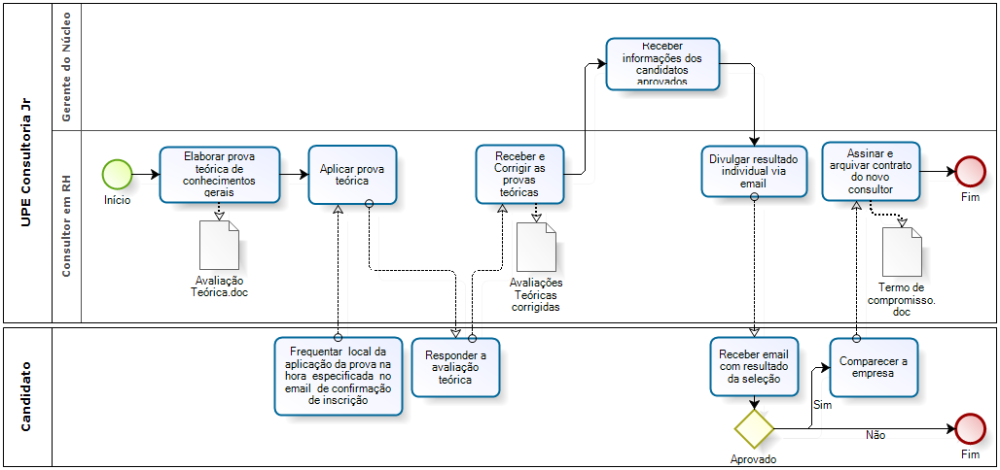 UPE Consultoria Jr
Gerente do Núcleo
Receber
informações dos
candidatos
aprovados
Consultor em RH
Início
Elaborar prova
teórica de
conhecimentos
gerais
Avaliação
Teórica.doc
Aplicar prova
teórica
Receber e
Corrigir as
provas
teóricas
Avaliações
Teóricas
corrigidas
Divulgar resultado
individual via
email
Assinar e
arquivar contrato
do novo
consultor
Termo de
compromisso.
doc
Fim
Candidato
Frequentar local da
aplicação da prova na
hora especificada no
email de confirmação
de inscrição
Responder a
avaliação
teórica
Receber email
com resultado
da seleção
Aprovado
Sim
Comparecer a
empresa
Não
Fim